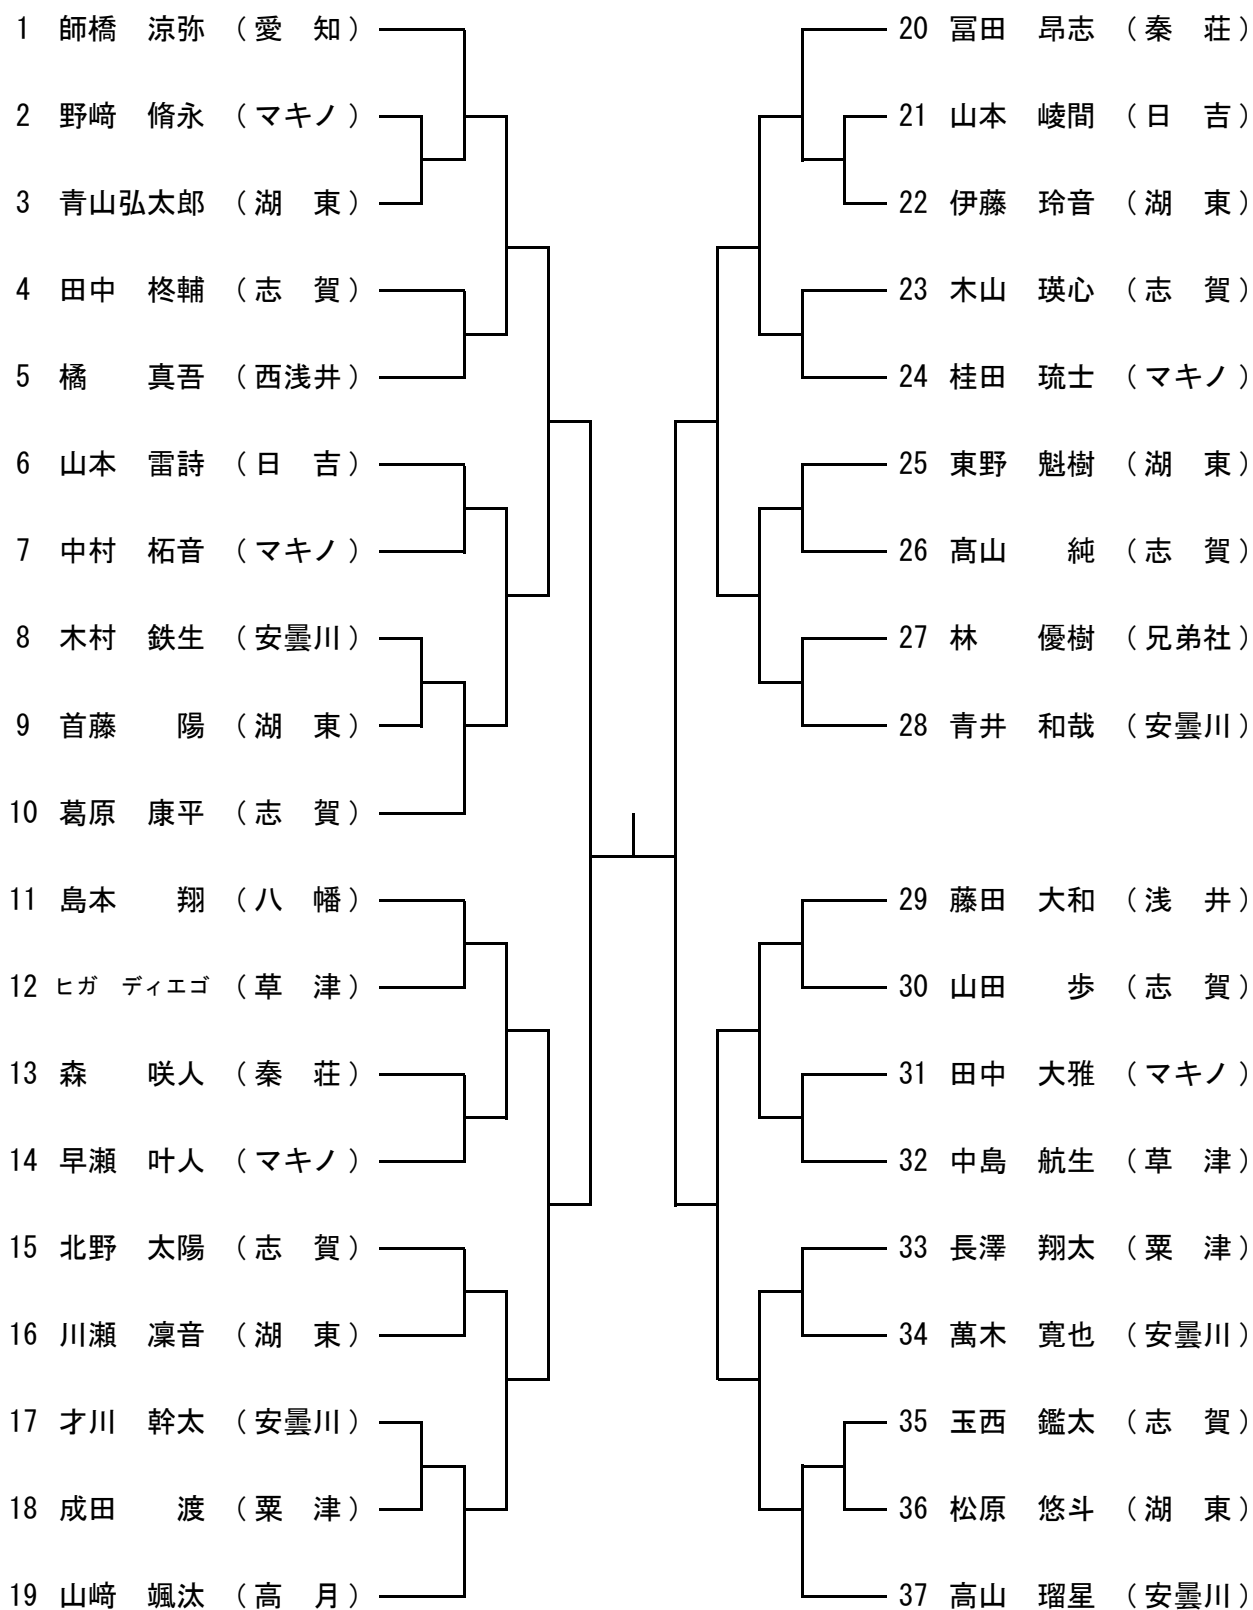 1 師橋 涼弥 （愛 知）
2 野﨑 脩永 （マキノ）
3 青山弘太郎 （湖 東）
4 田中 柊輔 （志 賀）
5 橘 真吾 （西浅井）
6 山本 雷詩 （日 吉）
7 中村 柘音 （マキノ）
8 木村 鉄生 （安曇川）
9 首藤 陽 （湖 東）
10 葛原 康平 （志 賀）
11 島本 翔 （八 幡）
12 ヒガ ディエゴ （草 津）
13 森 咲人 （秦 荘）
14 早瀬 叶人 （マキノ）
15 北野 太陽 （志 賀）
16 川瀬 凜音 （湖 東）
17 才川 幹太 （安曇川）
18 成田 渡 （粟 津）
19 山﨑 颯汰 （高 月）
20 冨田 昂志 （秦 荘）
21 山本 崚間 （日 吉）
22 伊藤 玲音 （湖 東）
23 木山 瑛心 （志 賀）
24 桂田 琉士 （マキノ）
25 東野 魁樹 （湖 東）
26 髙山 純 （志 賀）
27 林 優樹 （兄弟社）
28 青井 和哉 （安曇川）
29 藤田 大和 （浅 井）
30 山田 歩 （志 賀）
31 田中 大雅 （マキノ）
32 中島 航生 （草 津）
33 長澤 翔太 （粟 津）
34 萬木 寛也 （安曇川）
35 玉西 鑑太 （志 賀）
36 松原 悠斗 （湖 東）
37 高山 瑠星 （安曇川）